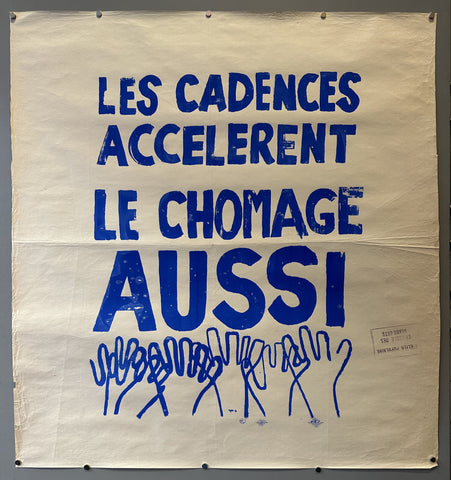 LES CADENCES
ACCELERENT
LE CHOMAGE
AUSSI